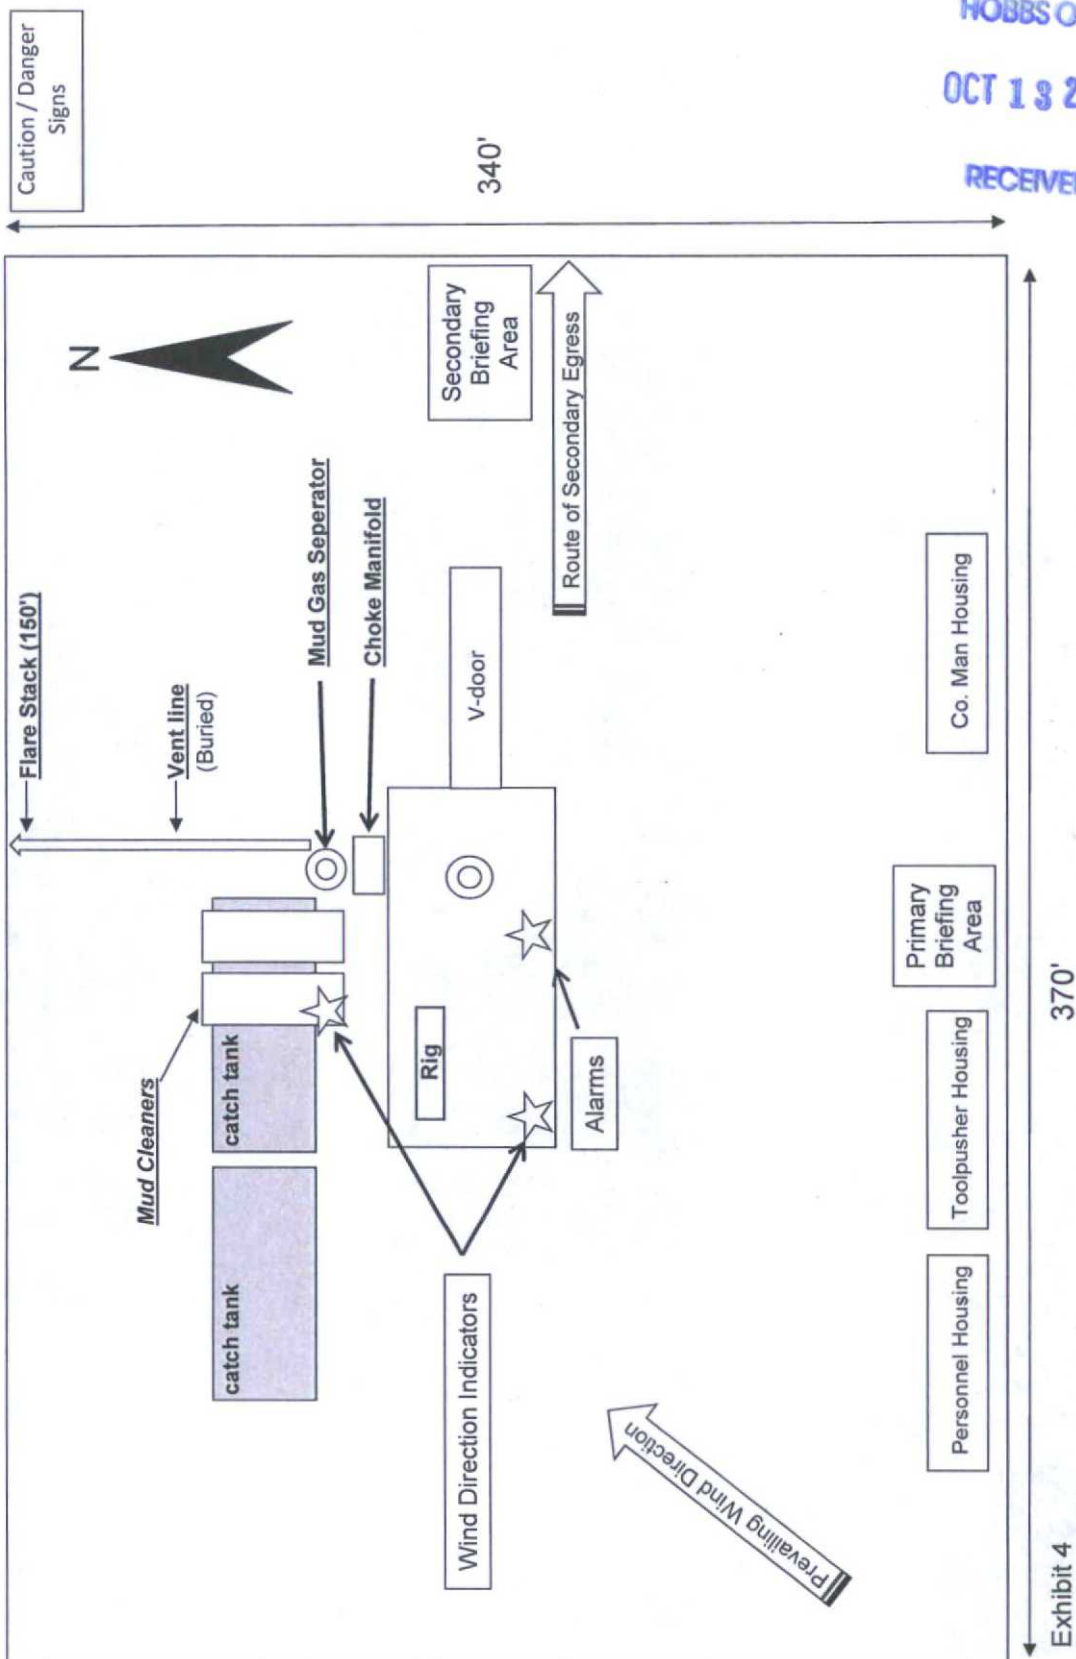 HOBBS O
OCT 13 2
RECEIVE
Caution / Danger
Signs
340'
N
Flare Stack (150')
Vent line
(Buried)
Mud Gas Seperator
Choke Manifold
Secondary
Briefing
Area
Route of Secondary Egress
V-door
Mud Cleaners
catch tank
catch tank
Rig
Alarms
Wind Direction Indicators
Prevailing Wind Direction
Personnel Housing
Toolpusher Housing
Primary
Briefing
Area
Co. Man Housing
370'
Exhibit 4